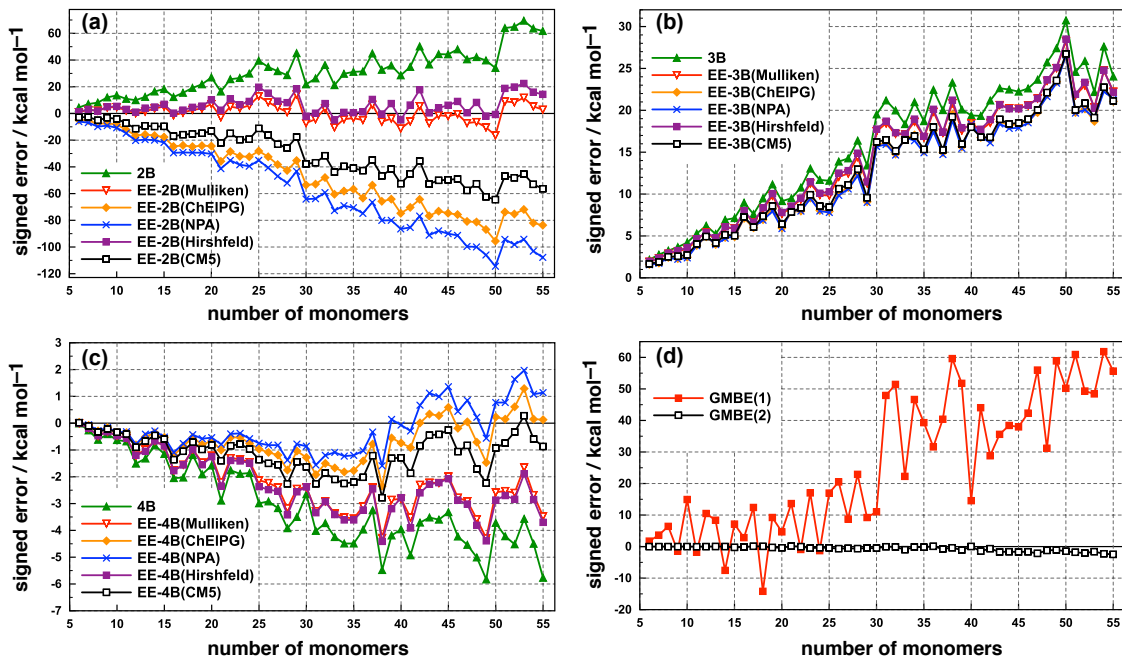 (a)
signed error / kcal mol–1
60
40
20
0
-20
-40
-60
-80
-100
-120
2B
EE-2B(Mulliken)
EE-2B(ChElPG)
EE-2B(NPA)
EE-2B(Hirshfeld)
EE-2B(CM5)
5 10 15 20 25 30 35 40 45 50 55
number of monomers
(b)
signed error / kcal mol–1
30
25
20
15
10
5
0
3B
EE-3B(Mulliken)
EE-3B(ChElPG)
EE-3B(NPA)
EE-3B(Hirshfeld)
EE-3B(CM5)
5 10 15 20 25 30 35 40 45 50 55
number of monomers
(c)
signed error / kcal mol–1
3
2
1
0
-1
-2
-3
-4
-5
-6
-7
4B
EE-4B(Mulliken)
EE-4B(ChElPG)
EE-4B(NPA)
EE-4B(Hirshfeld)
EE-4B(CM5)
5 10 15 20 25 30 35 40 45 50 55
number of monomers
(d)
signed error / kcal mol–1
60
50
40
30
20
10
0
-10
-20
GMBE(1)
GMBE(2)
5 10 15 20 25 30 35 40 45 50 55
number of monomers